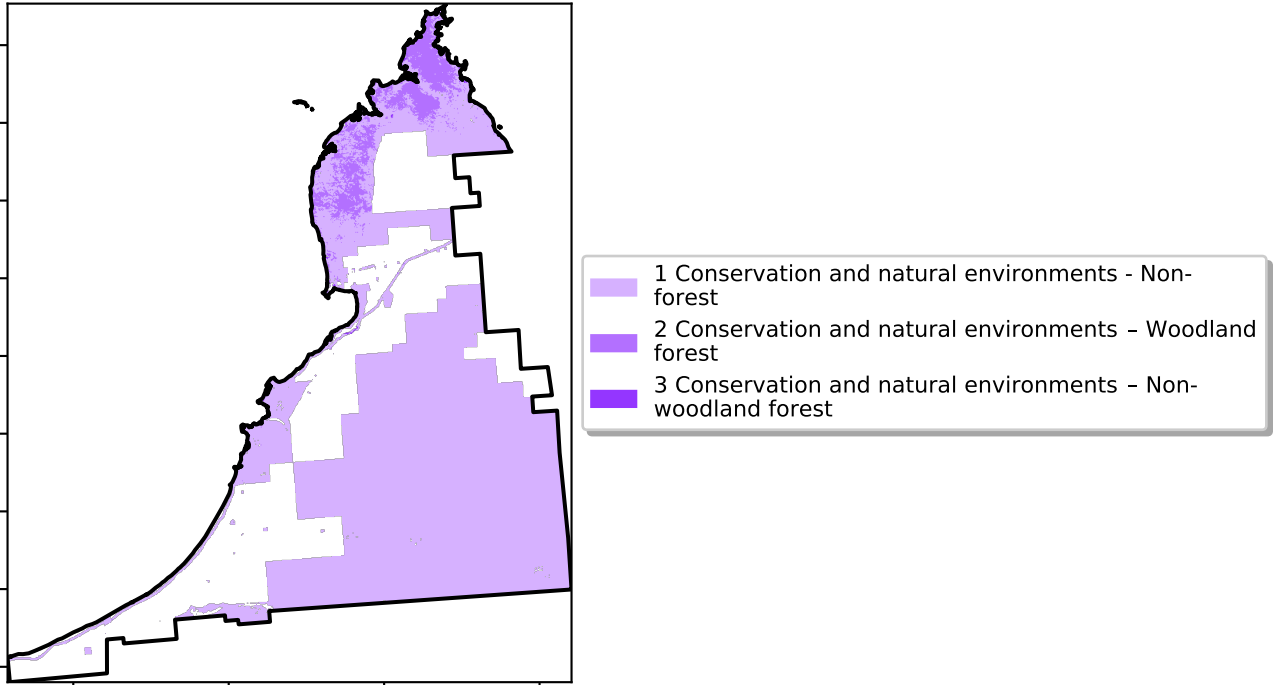 1 Conservation and natural environments - Non-
forest
2 Conservation and natural environments – Woodland
forest
3 Conservation and natural environments – Non-
woodland forest